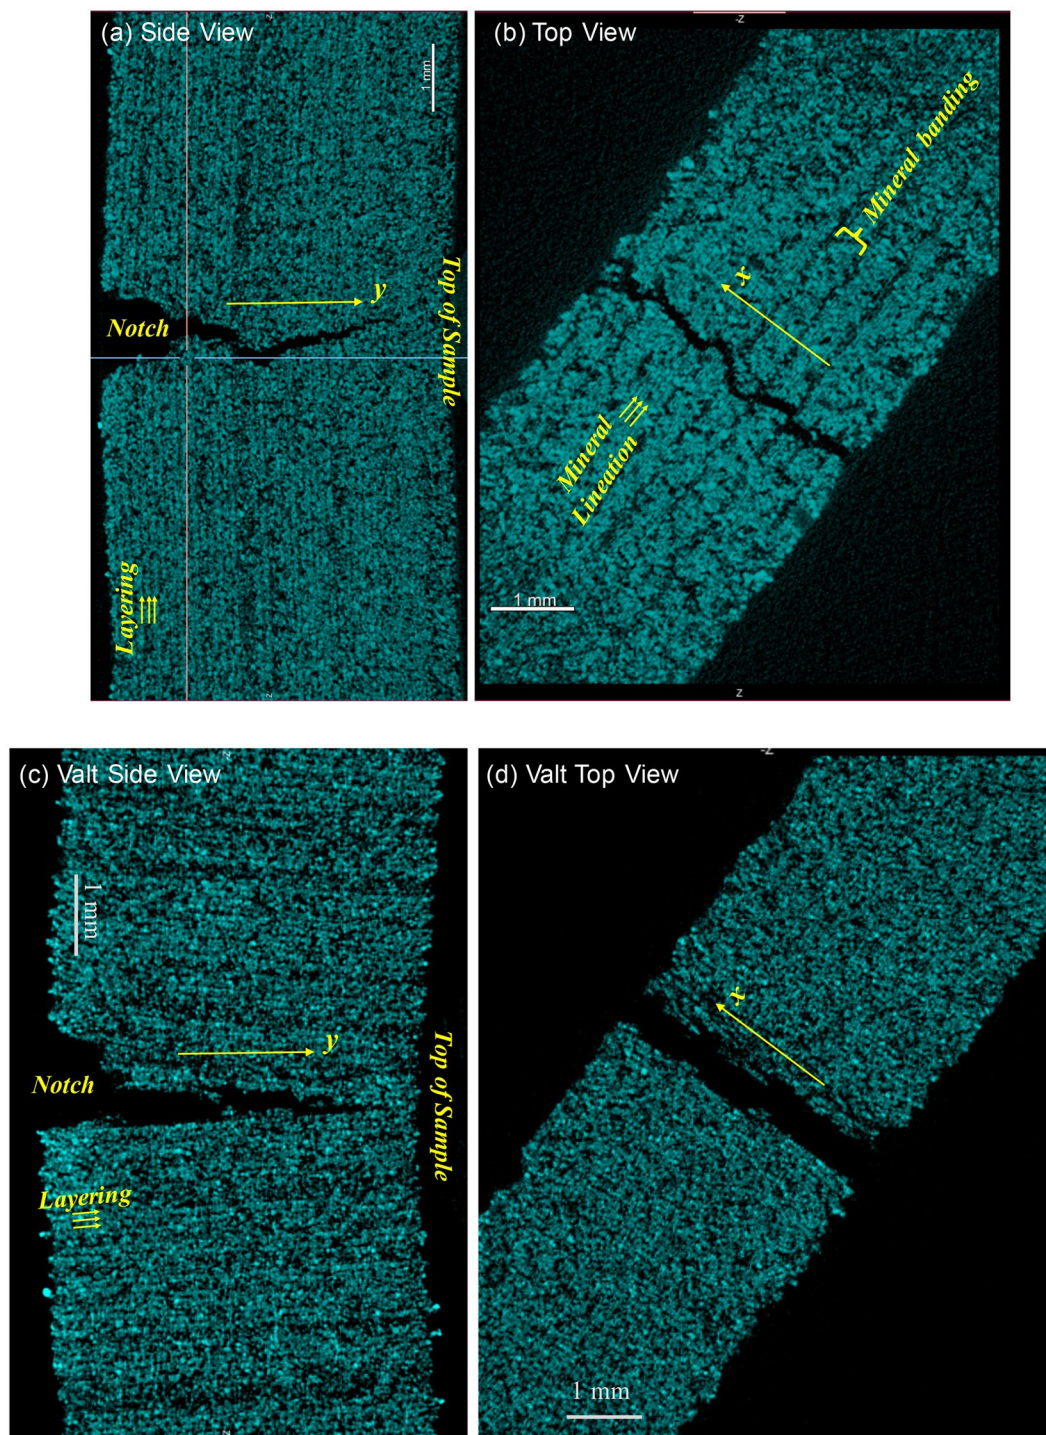 (a) Side View
-z
1 mm
y
Notch
Top of Sample
Layering
z
-z
(b) Top View
Mineral banding
x
Mineral
Lineation
1 mm
z
(c) Valt Side View
-z
1 mm
y
Notch
Top of Sample
Layering
-z
-z
(d) Valt Top View
x
1 mm